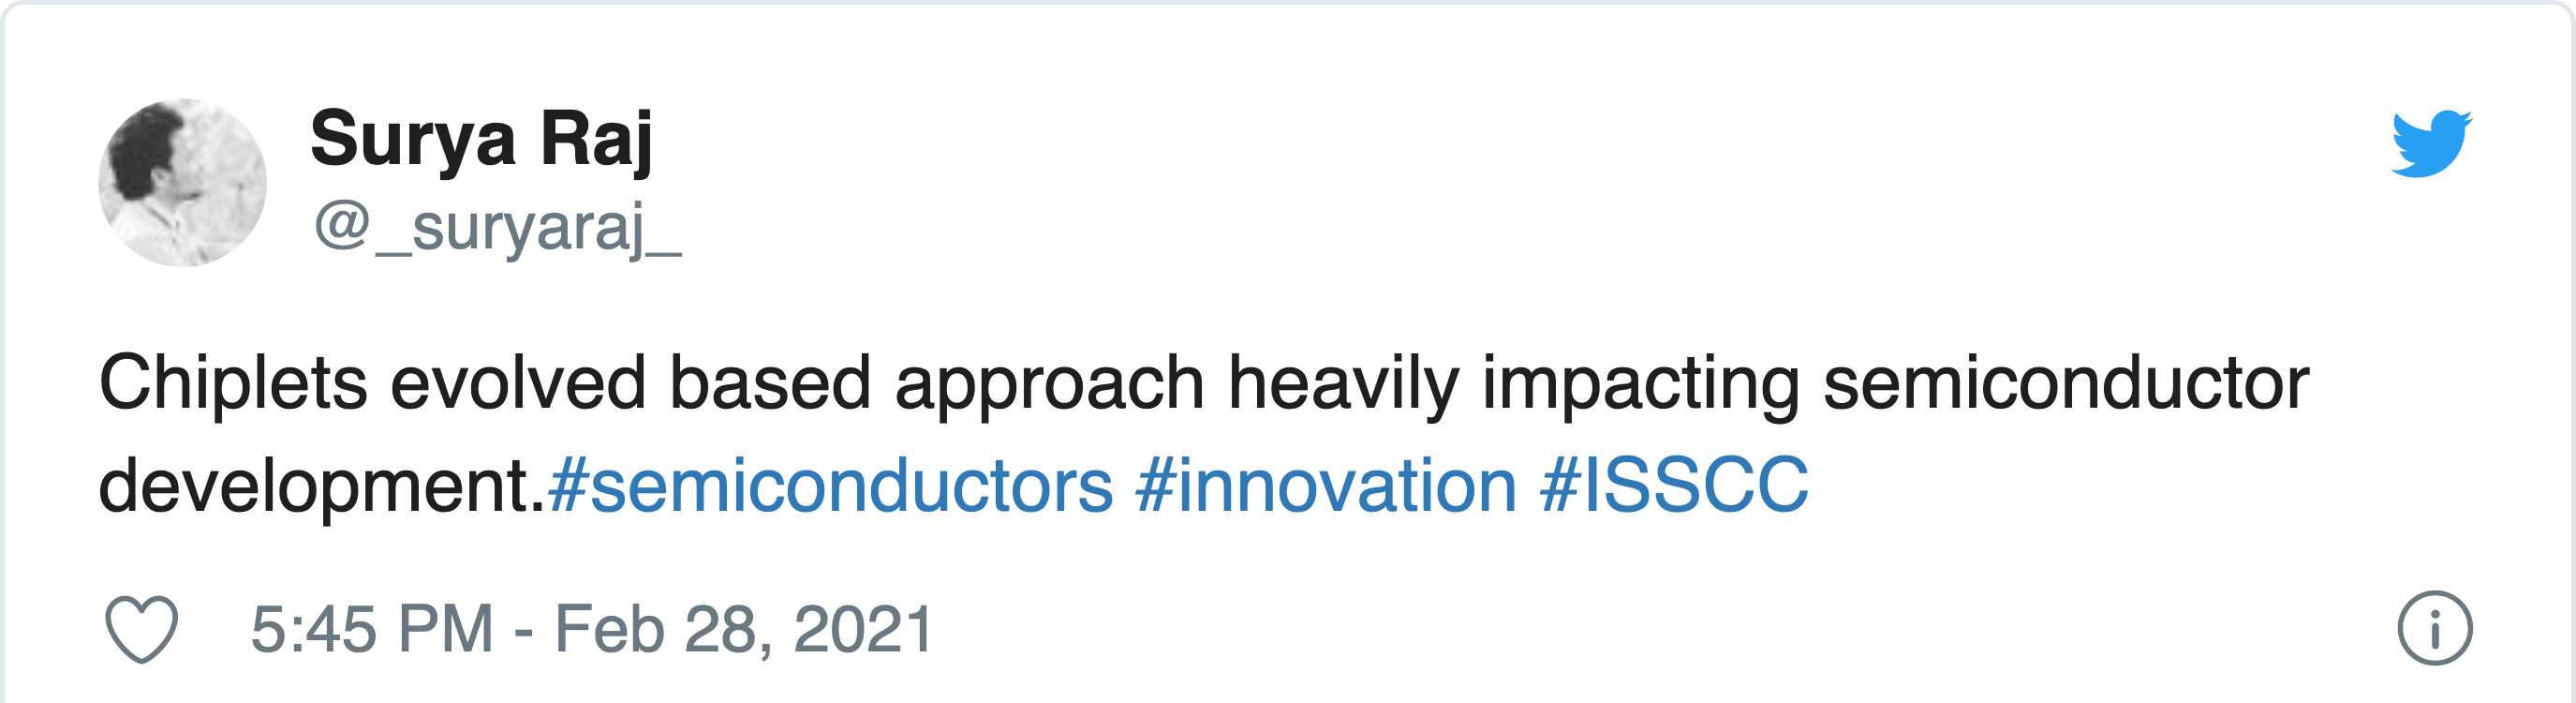 Surya Raj
@_suryaraj_
Chiplets evolved based approach heavily impacting semiconductor
development.#semiconductors #innovation #ISSCC
5:45 PM - Feb 28, 2021